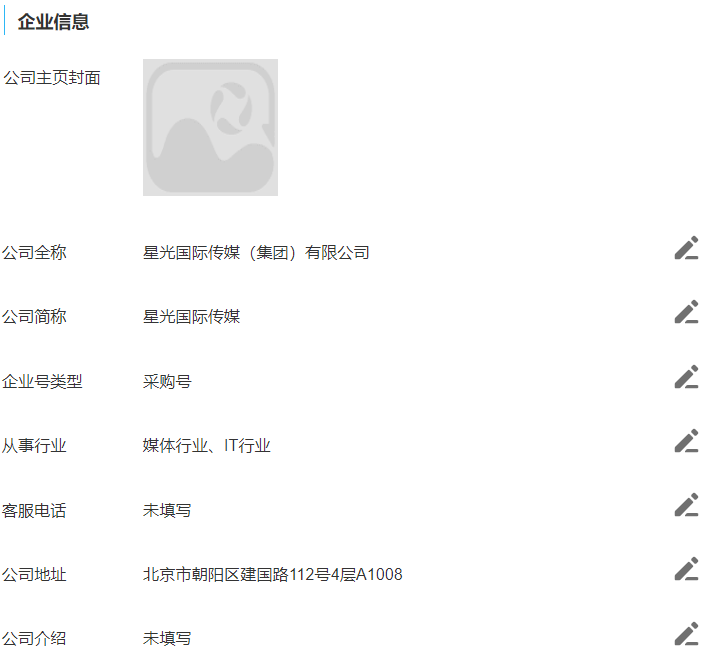 企业信息
公司主页封面
公司全称 星光国际传媒（集团）有限公司
公司简称 星光国际传媒
企业号类型 采购号
从事行业 媒体行业、IT行业
客服电话 未填写
公司地址 北京市朝阳区建国路112号4层A1008
公司介绍 未填写